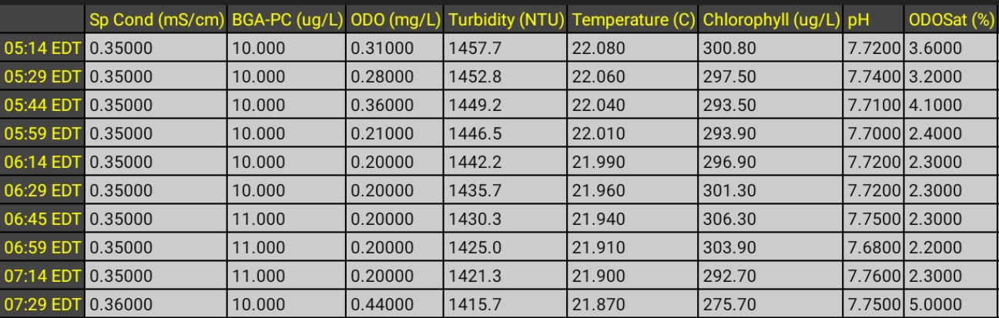 Sp Cond (mS/cm) BGA-PC (ug/L) ODO (mg/L) Turbidity (NTU) Temperature (C) Chlorophyll (ug/L) pH ODOSat (%)
05:14 EDT 0.35000 10.000 0.31000 1457.7 22.080 300.80 7.7200 3.6000
05:29 EDT 0.35000 10.000 0.28000 1452.8 22.060 297.50 7.7400 3.2000
05:44 EDT 0.35000 10.000 0.36000 1449.2 22.040 293.50 7.7100 4.1000
05:59 EDT 0.35000 10.000 0.21000 1446.5 22.010 293.90 7.7000 2.4000
06:14 EDT 0.35000 10.000 0.20000 1442.2 21.990 296.90 7.7200 2.3000
06:29 EDT 0.35000 10.000 0.20000 1435.7 21.960 301.30 7.7200 2.3000
06:45 EDT 0.35000 11.000 0.20000 1430.3 21.940 306.30 7.7500 2.3000
06:59 EDT 0.35000 11.000 0.20000 1425.0 21.910 303.90 7.6800 2.2000
07:14 EDT 0.35000 11.000 0.20000 1421.3 21.900 292.70 7.7600 2.3000
07:29 EDT 0.36000 10.000 0.44000 1415.7 21.870 275.70 7.7500 5.0000